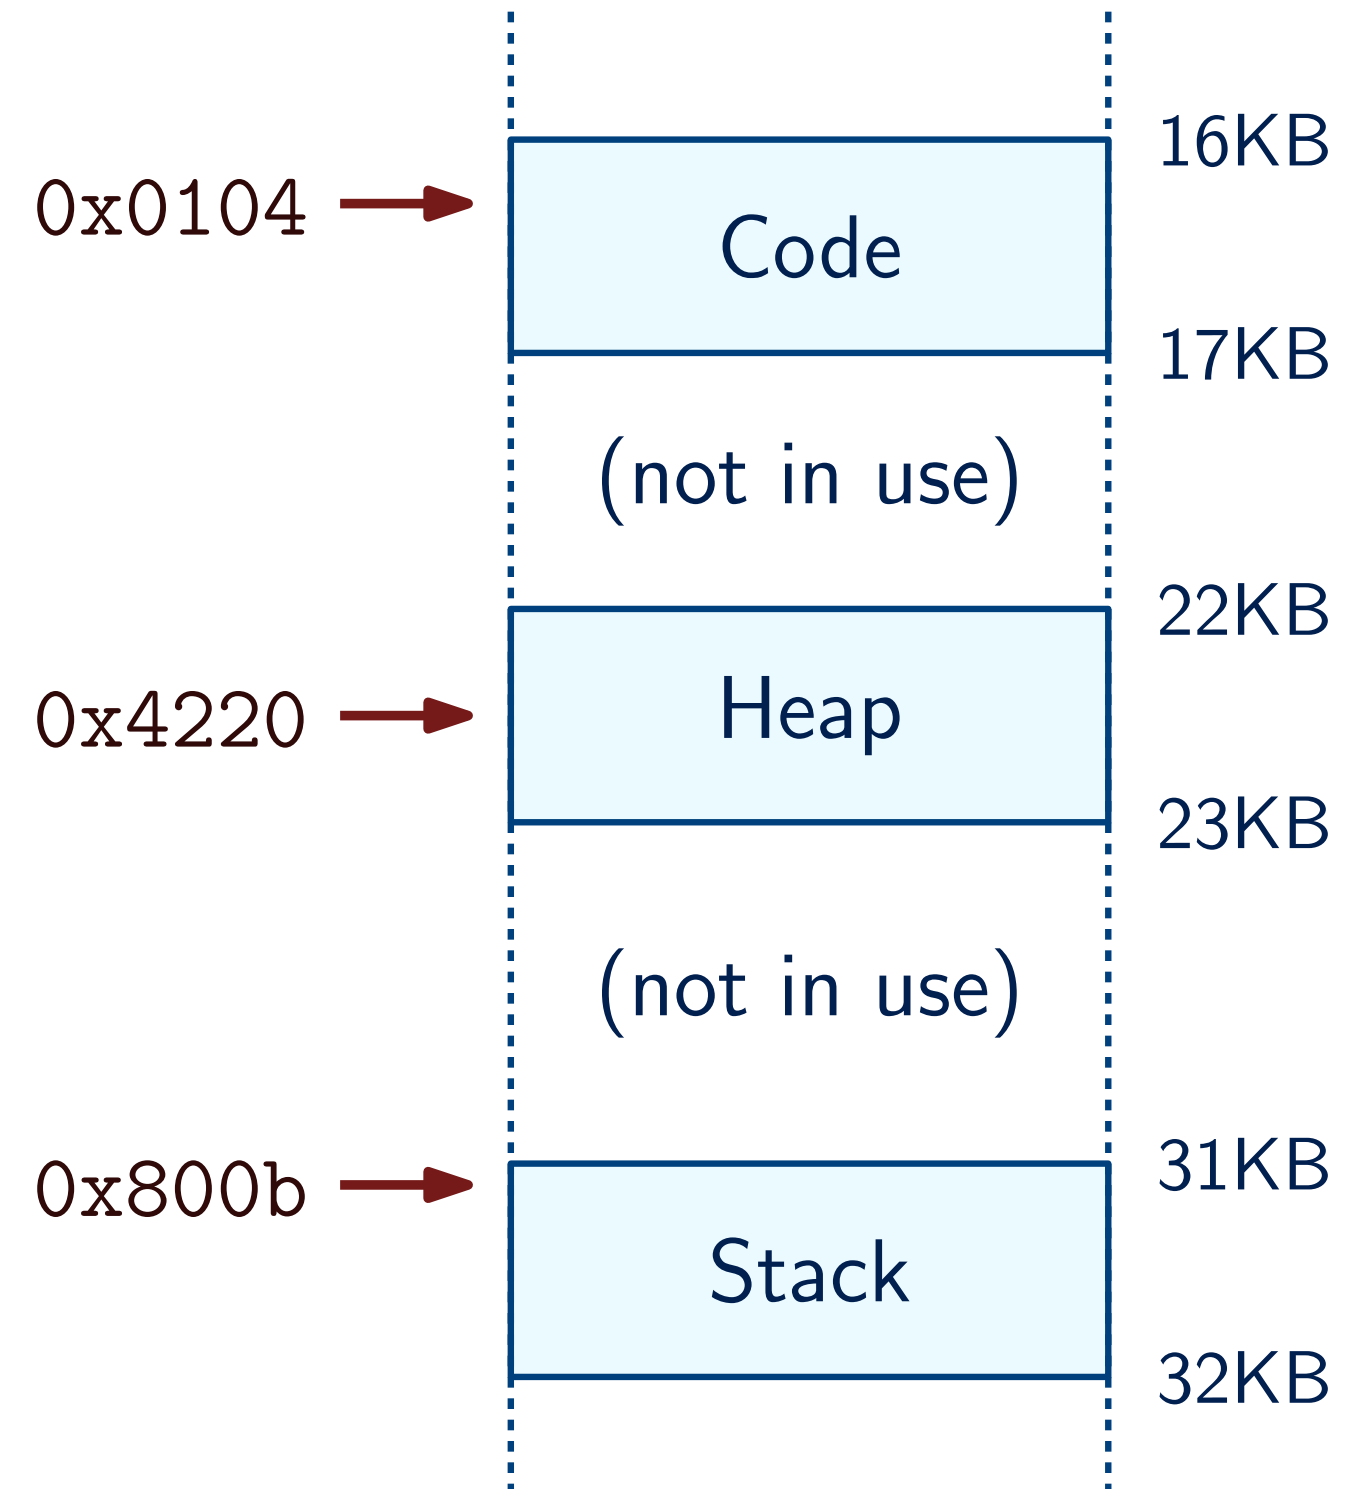 16KB
0x0104
Code
17KB
(not in use)
22KB
0x4220
Heap
23KB
(not in use)
31KB
0x800b
Stack
32KB